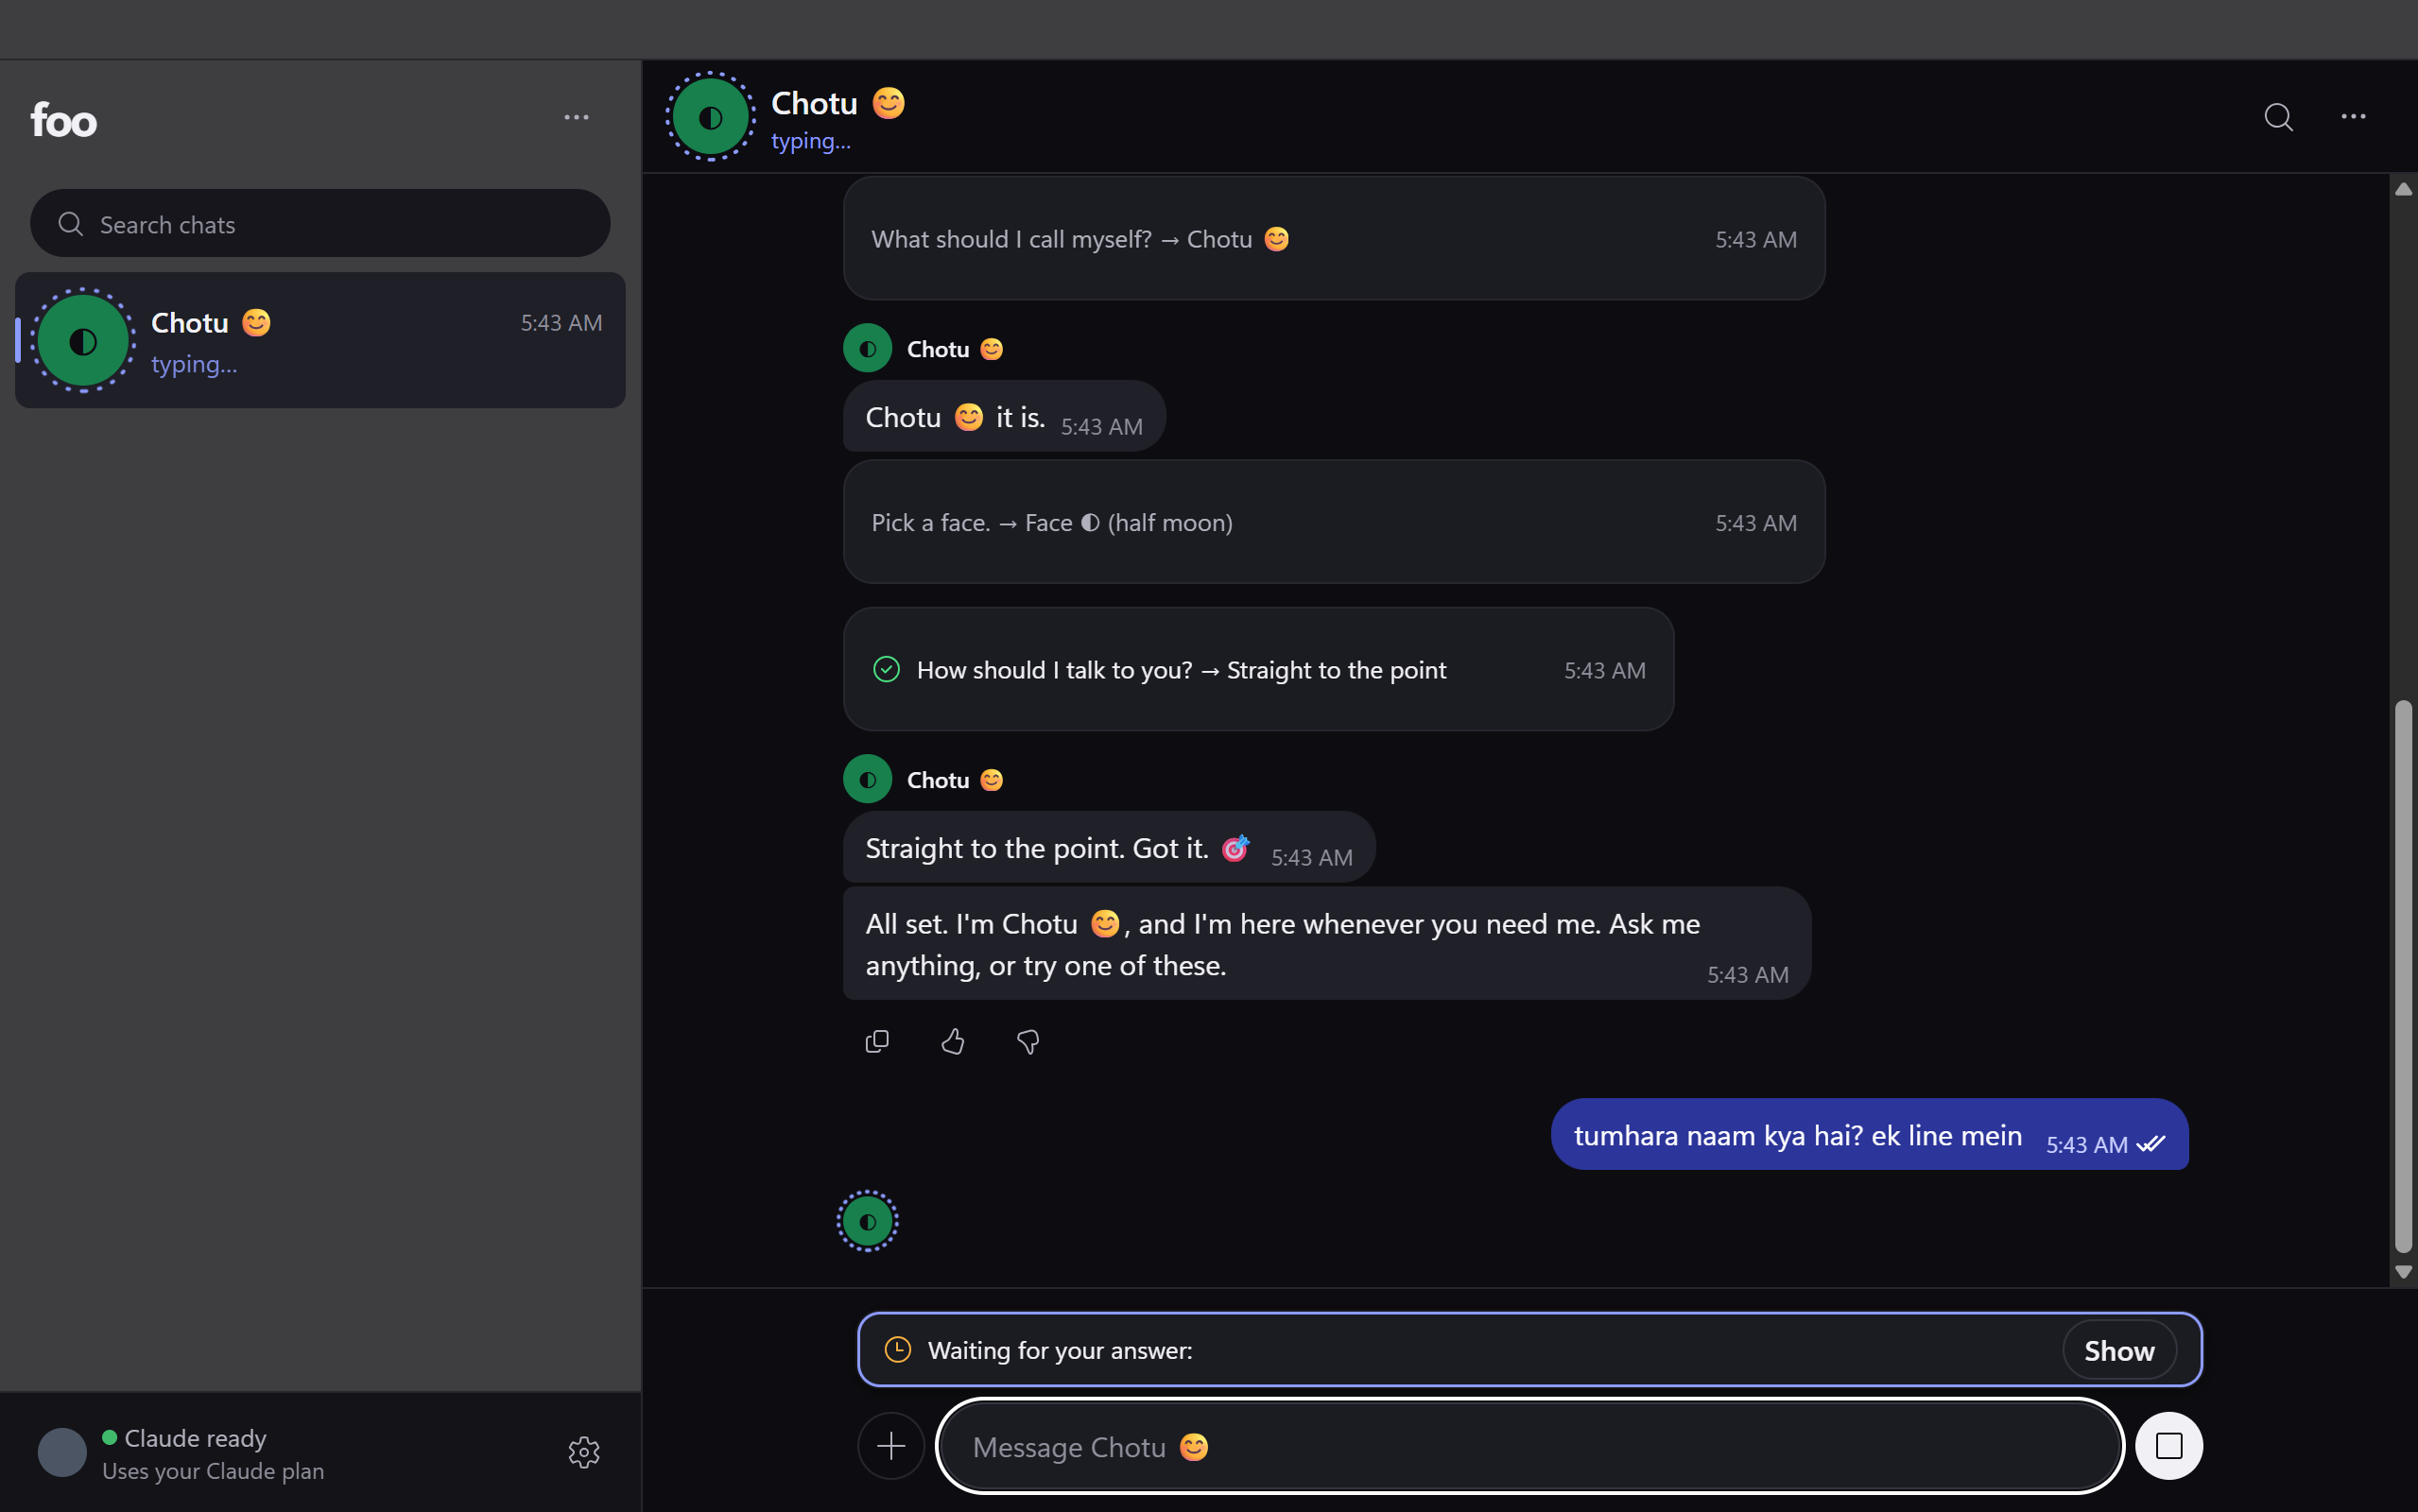 foo
Search chats
Chotu 😊
5:43 AM
typing...
Claude ready
Uses your Claude plan
Chotu 😊
typing...
What should I call myself? → Chotu 😊
5:43 AM
Chotu 😊
Chotu 😊 it is. 5:43 AM
Pick a face. → Face ◐ (half moon)
5:43 AM
How should I talk to you? → Straight to the point
5:43 AM
Chotu 😊
Straight to the point. Got it. 🎯 5:43 AM
All set. I'm Chotu 😊, and I'm here whenever you need me. Ask me
anything, or try one of these.
5:43 AM
tumhara naam kya hai? ek line mein 5:43 AM
Waiting for your answer:
Show
Message Chotu 😊